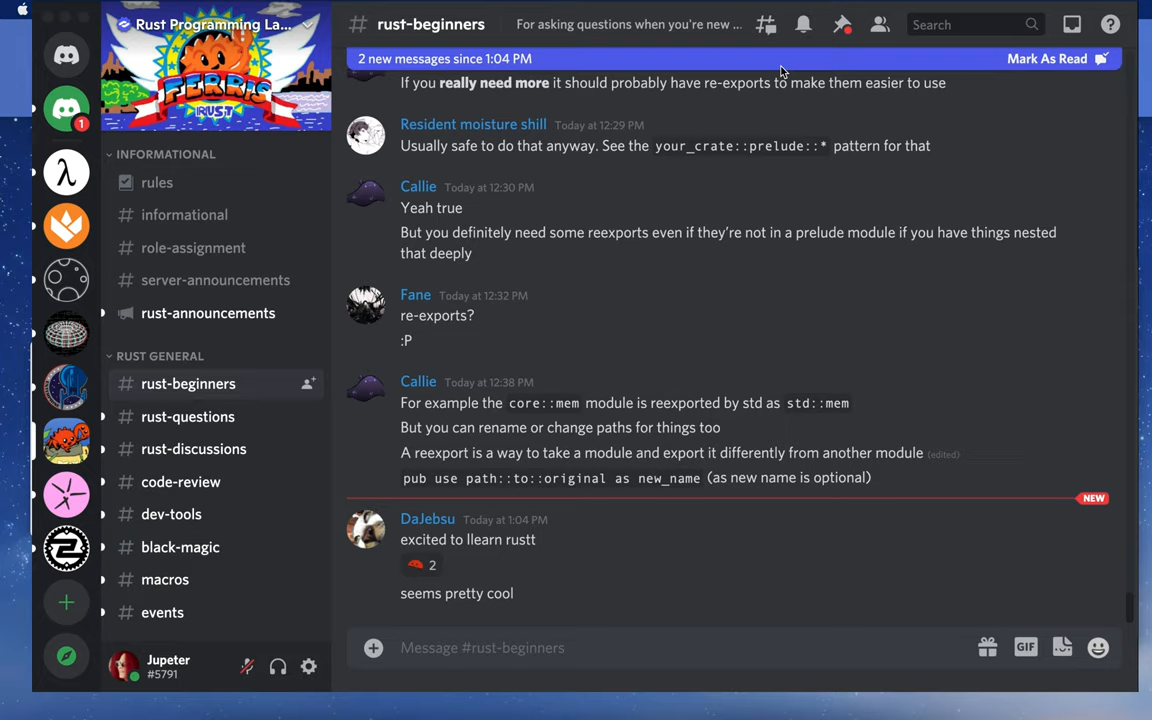 Rust Programming La...
FERRIS
RUST
INFORMATIONAL
rules
informational
role-assignment
server-announcements
rust-announcements
RUST GENERAL
rust-beginners
rust-questions
rust-discussions
code-review
dev-tools
black-magic
macros
events
1
Jupeter
#5791
rust-beginners
For asking questions when you're new ...
Search
2 new messages since 1:04 PM
Mark As Read
If you really need more it should probably have re-exports to make them easier to use
Resident moisture shill Today at 12:29 PM
Usually safe to do that anyway. See the your_crate::prelude::* pattern for that
Callie Today at 12:30 PM
Yeah true
But you definitely need some reexports even if they're not in a prelude module if you have things nested
that deeply
Fane Today at 12:32 PM
re-exports?
:P
Callie Today at 12:38 PM
For example the core::mem module is reexported by std as std::mem
But you can rename or change paths for things too
A reexport is a way to take a module and export it differently from another module (edited)
pub use path::to::original as new_name (as new name is optional)
NEW
DaJebsu Today at 1:04 PM
excited to llearn rustt
2
seems pretty cool
Message #rust-beginners
GIF